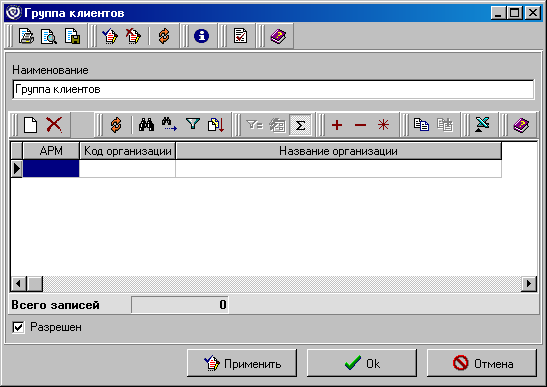 Группа клиентов
Наименование
Группа клиентов
АРМ Код организации Название организации
Всего записей 0
Разрешен
Применить Ok Отмена